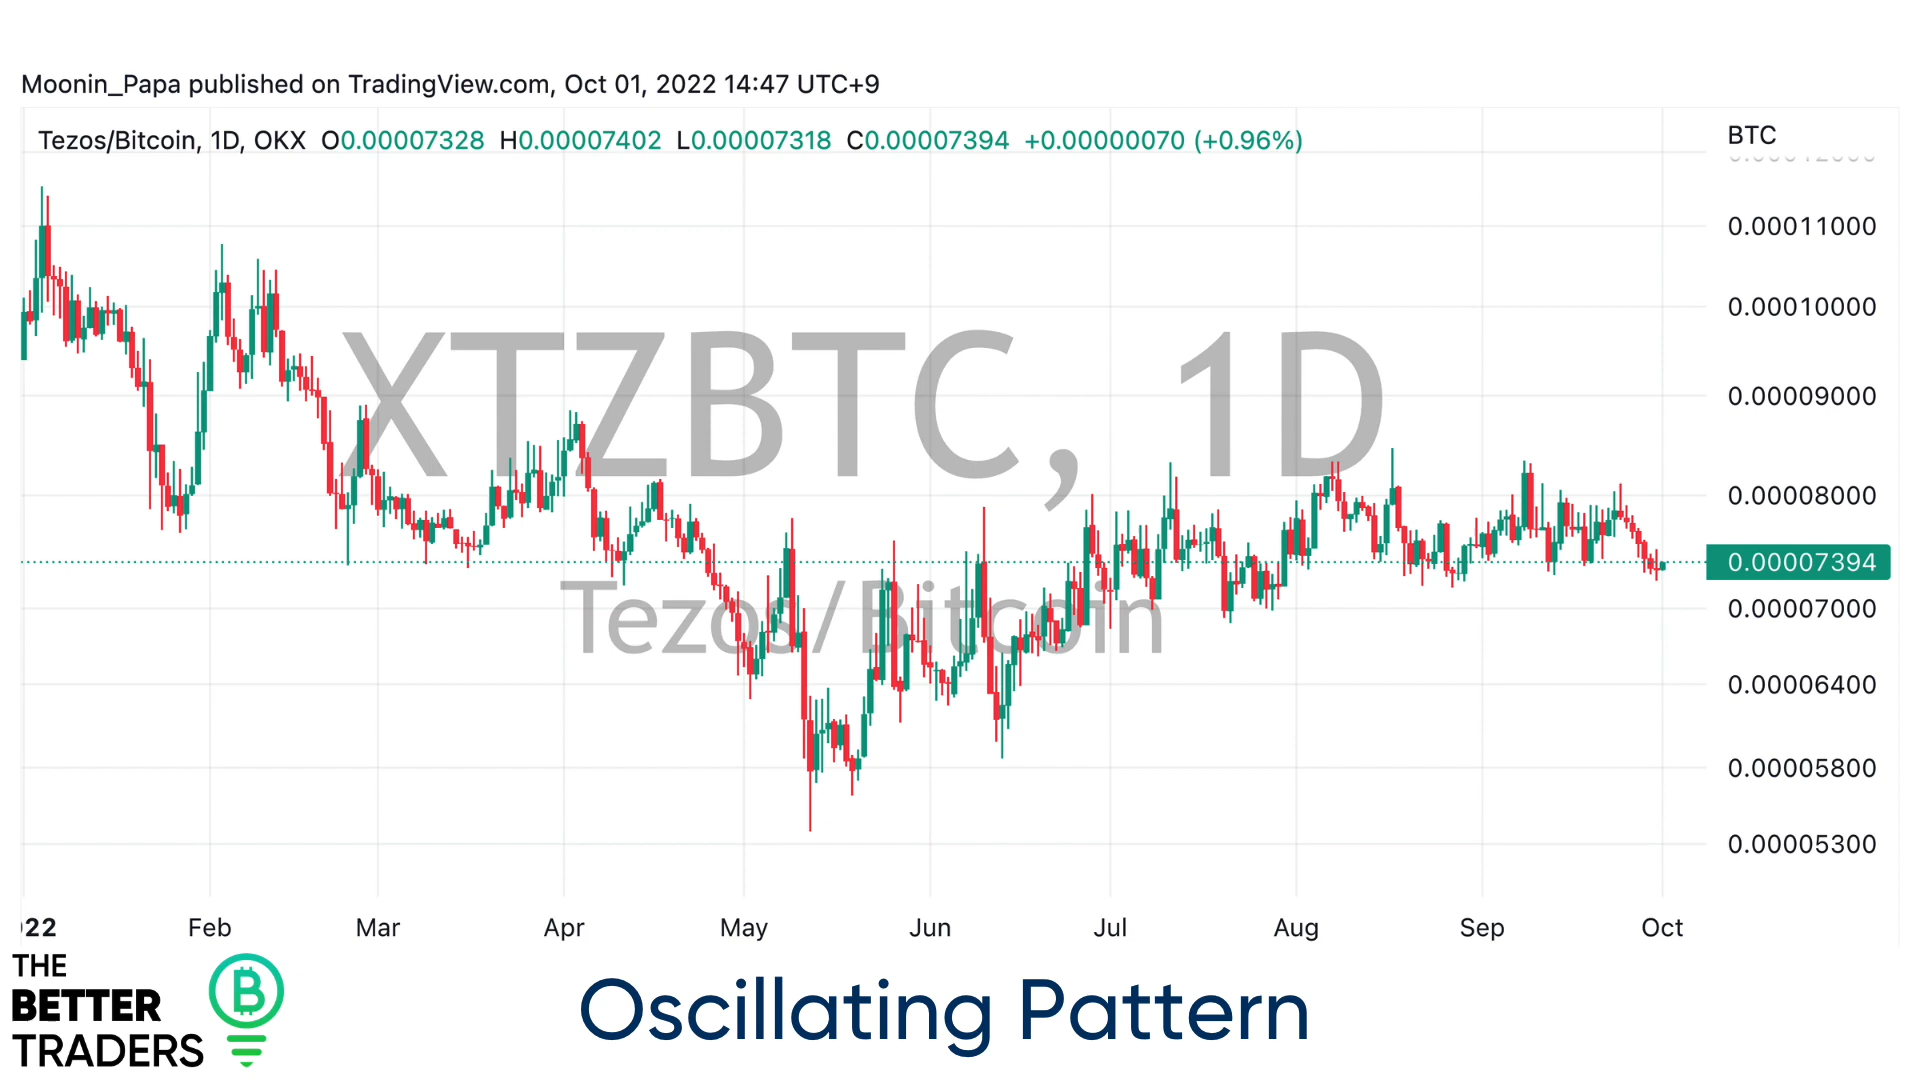 Moonin_Papa published on TradingView.com, Oct 01, 2022 14:47 UTC+9
Tezos/Bitcoin, 1D, OKX O0.00007328 H0.00007402 L0.00007318 C0.00007394 +0.00000070 (+0.96%)
BTC
0.00012000
0.00011000
0.00010000
XTZBTC, 1D
0.00009000
0.00008000
0.00007394
Tezos/Bitcoin
0.00007000
0.00006400
0.00005800
0.00005300
22 Feb Mar Apr May Jun Jul Aug Sep Oct
THE
BETTER
TRADERS
Oscillating Pattern